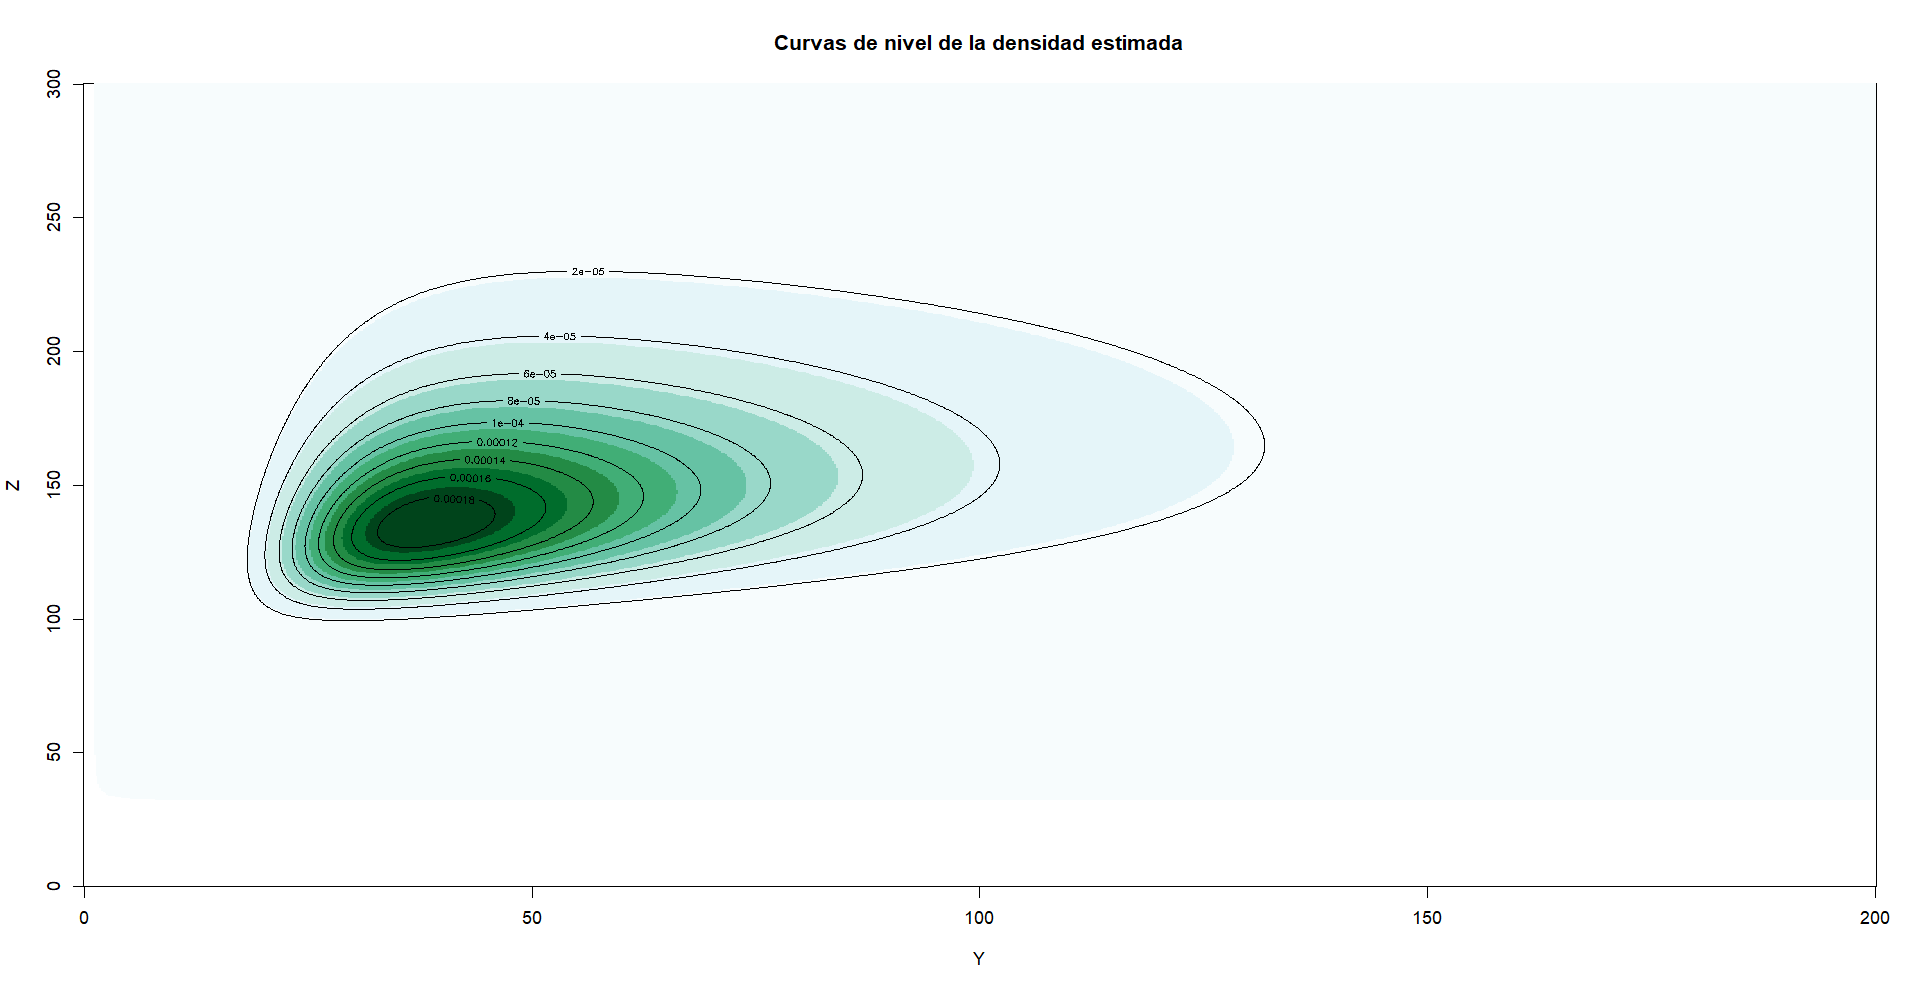 Curvas de nivel de la densidad estimada
300
250
200
150
100
50
0
Z
2e-05
4e-05
6e-05
8e-05
1e-04
0.00012
0.00014
0.00016
0.00018
0 50 100 150 200
Y